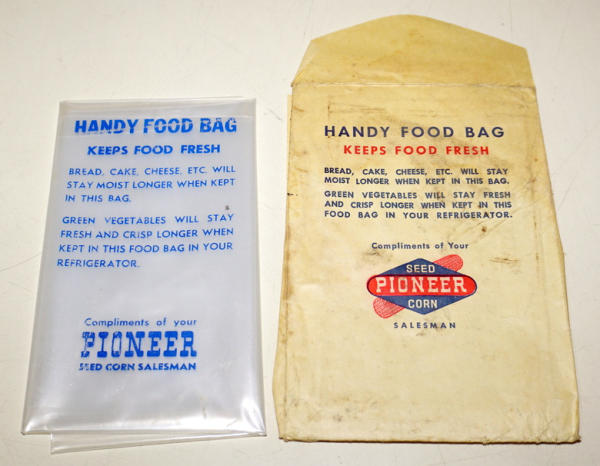 HANDY FOOD BAG
KEEPS FOOD FRESH
BREAD, CAKE, CHEESE, ETC. WILL
STAY MOIST LONGER WHEN KEPT
IN THIS BAG.
GREEN VEGETABLES WILL STAY
FRESH AND CRISP LONGER WHEN
KEPT IN THIS FOOD BAG IN YOUR
REFRIGERATOR.
Compliments of your
PIONEER
SEED CORN SALESMAN
HANDY FOOD BAG
KEEPS FOOD FRESH
BREAD, CAKE, CHEESE, ETC. WILL STAY
MOIST LONGER WHEN KEPT IN THIS BAG.
GREEN VEGETABLES WILL STAY FRESH
AND CRISP LONGER WHEN KEPT IN THIS
FOOD BAG IN YOUR REFRIGERATOR.
Compliments of Your
SEED
PIONEER
CORN
SALESMAN